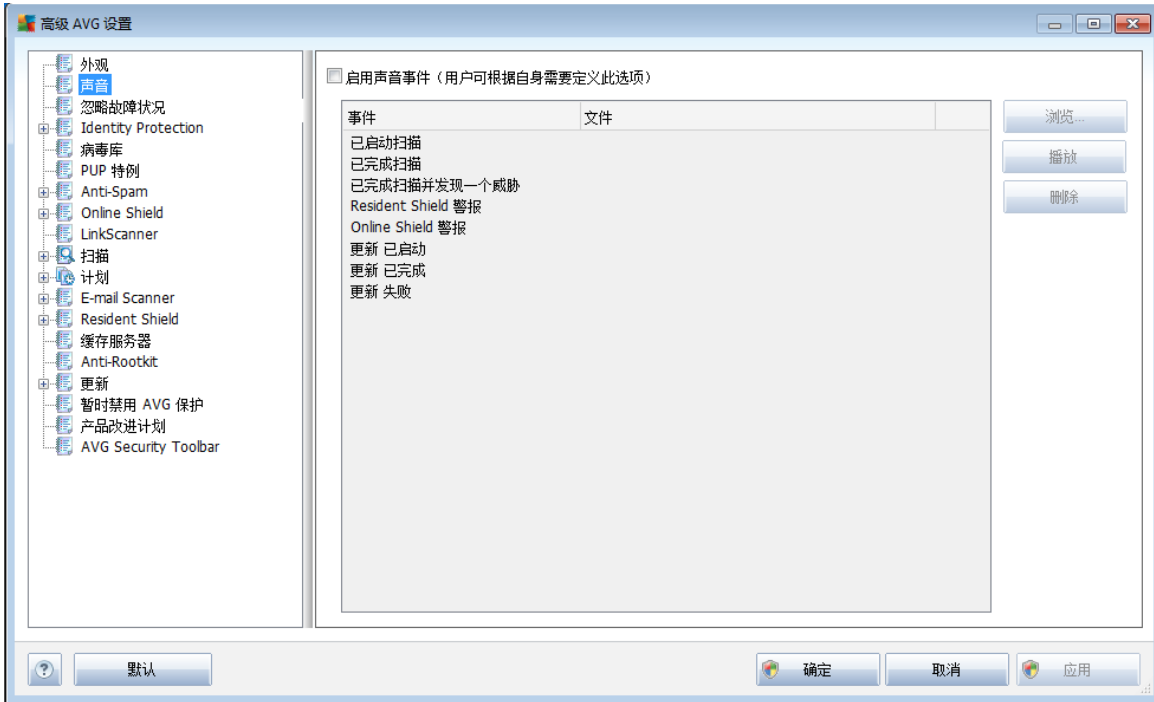 高级 AVG 设置
外观
声音
忽略故障状况
Identity Protection
病毒库
PUP 特例
Anti-Spam
Online Shield
LinkScanner
扫描
计划
E-mail Scanner
Resident Shield
缓存服务器
Anti-Rootkit
更新
暂时禁用 AVG 保护
产品改进计划
AVG Security Toolbar
启用声音事件（用户可根据自身需要定义此选项）
事件 文件
已启动扫描
已完成扫描
已完成扫描并发现一个威胁
Resident Shield 警报
Online Shield 警报
更新 已启动
更新 已完成
更新 失败
浏览...
播放
删除
? 默认 确定 取消 应用